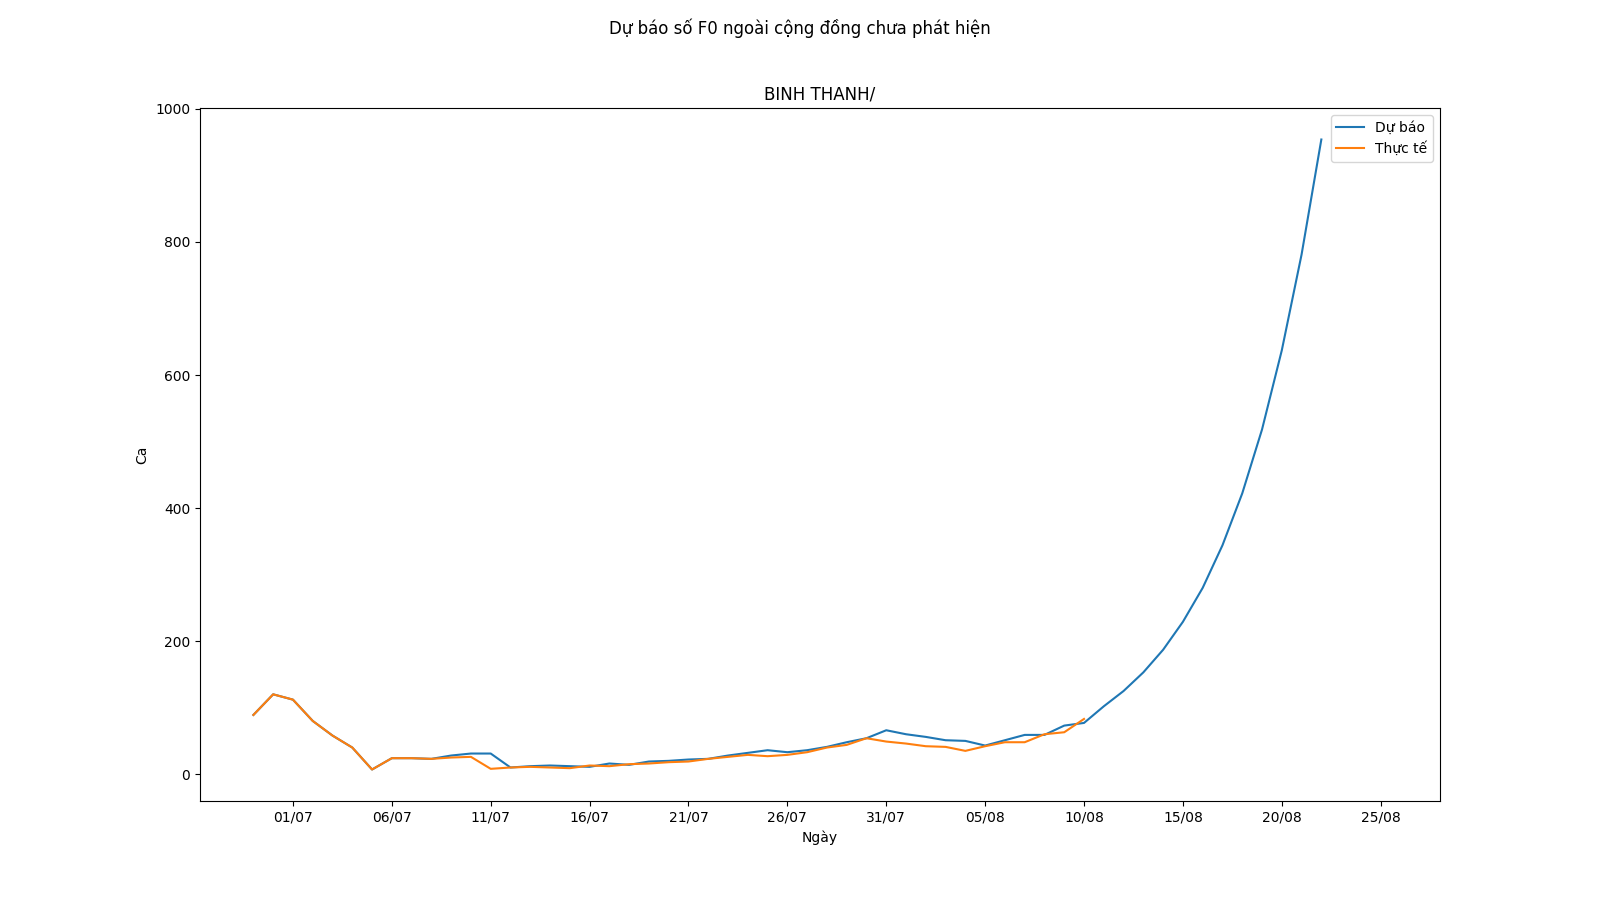 Dự báo số F0 ngoài cộng đồng chưa phát hiện
BINH THANH/
1000
800
600
400
200
0
Ca
Dự báo
Thực tế
01/07 06/07 11/07 16/07 21/07 26/07 31/07 05/08 10/08 15/08 20/08 25/08
Ngày